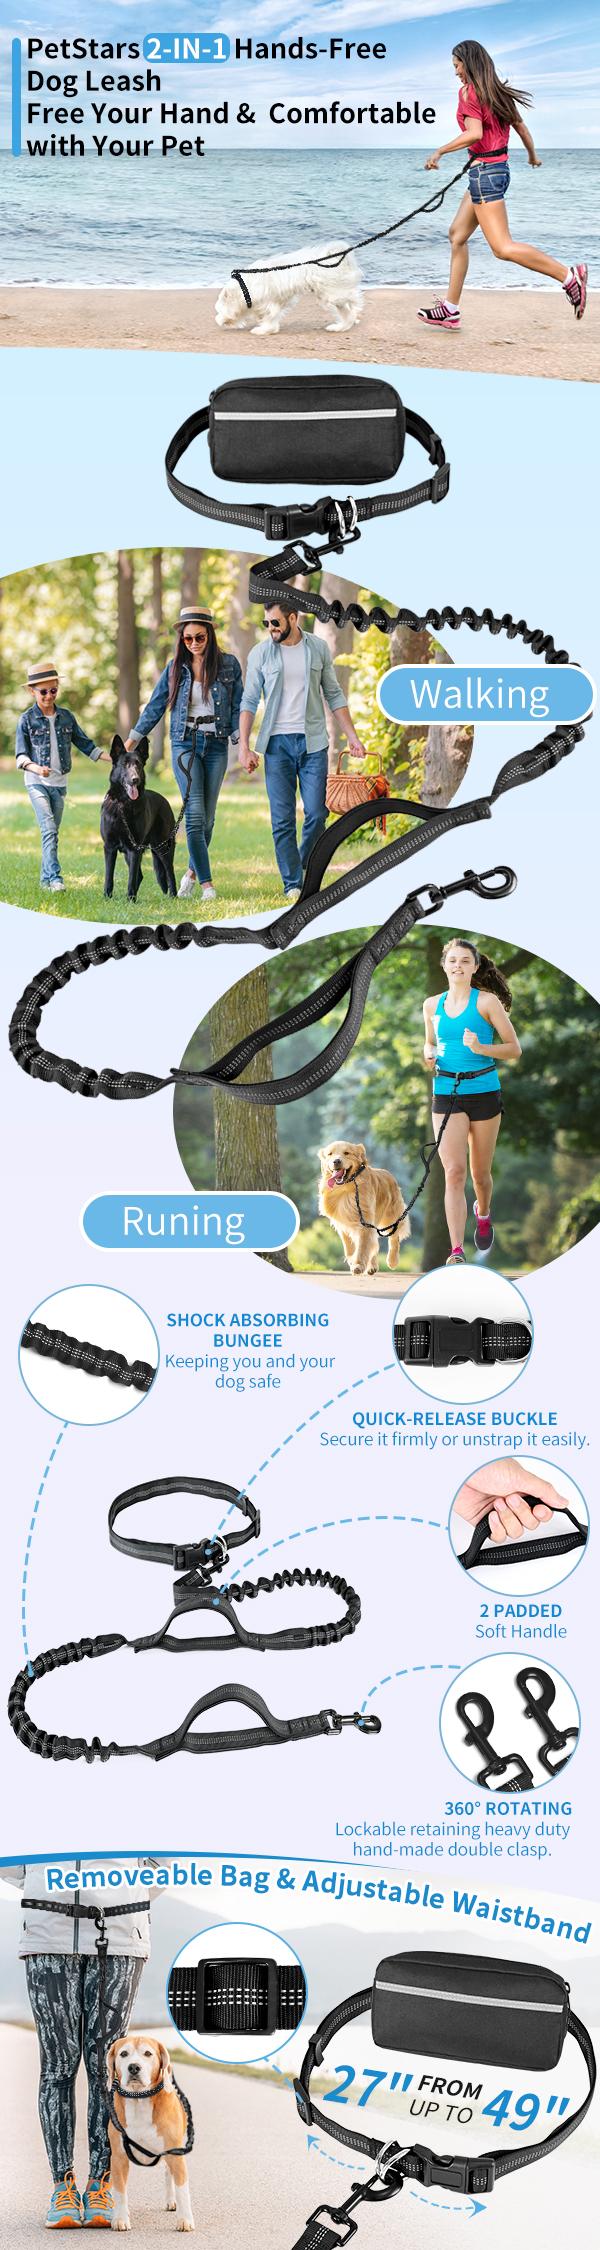 PetStars 2-IN-1 Hands-Free
Dog Leash
Free Your Hand & Comfortable
with Your Pet
Walking
Runing
SHOCK ABSORBING
BUNGEE
Keeping you and your
dog safe
QUICK-RELEASE BUCKLE
Secure it firmly or unstrap it easily.
2 PADDED
Soft Handle
360° ROTATING
Lockable retaining heavy duty
hand-made double clasp.
Removeable Bag & Adjustable Waistband
27" FROM
UP TO 49"